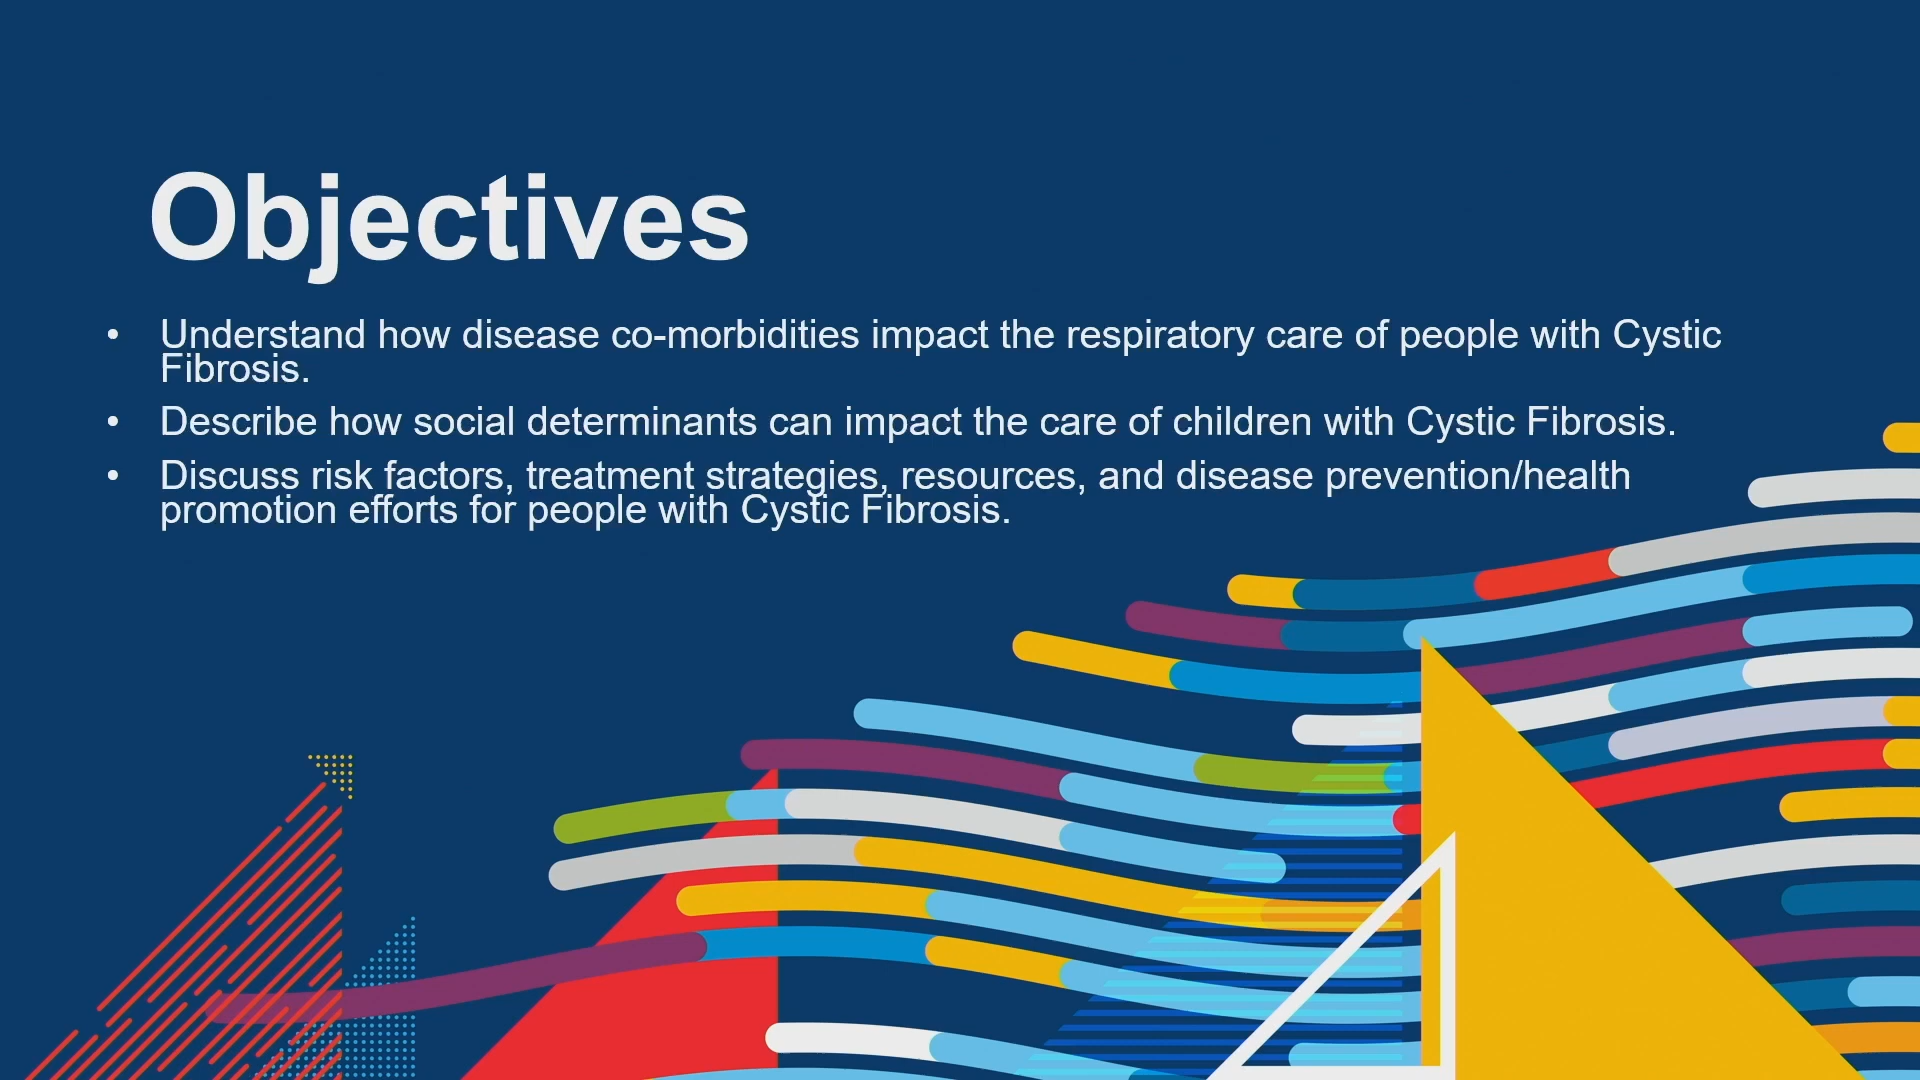 Objectives
• Understand how disease co-morbidities impact the respiratory care of people with Cystic
Fibrosis.
• Describe how social determinants can impact the care of children with Cystic Fibrosis.
• Discuss risk factors, treatment strategies, resources, and disease prevention/health
promotion efforts for people with Cystic Fibrosis.